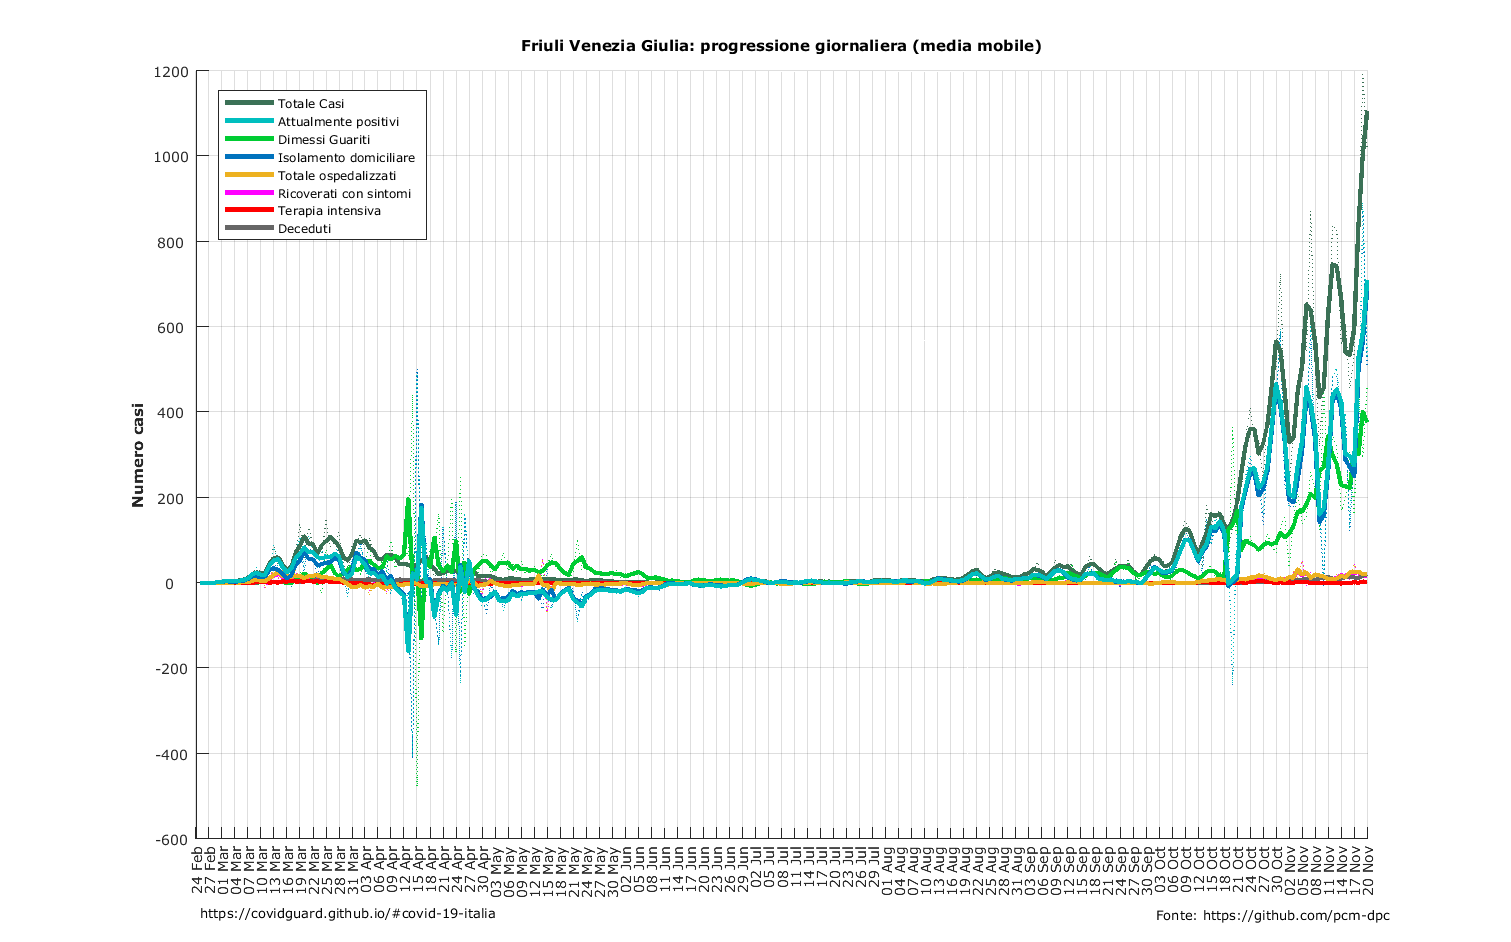 Friuli Venezia Giulia: progressione giornaliera (media mobile)
Totale Casi
Attualmente positivi
Dimessi Guariti
Isolamento domiciliare
Totale ospedalizzati
Ricoverati con sintomi
Terapia intensiva
Deceduti
Numero casi
1200
1000
800
600
400
200
0
-200
-400
-600
24 Feb
27 Feb
01 Mar
04 Mar
07 Mar
10 Mar
13 Mar
16 Mar
19 Mar
22 Mar
25 Mar
28 Mar
31 Mar
03 Apr
06 Apr
09 Apr
12 Apr
15 Apr
18 Apr
21 Apr
24 Apr
27 Apr
30 Apr
03 May
06 May
09 May
12 May
15 May
18 May
21 May
24 May
27 May
30 May
02 Jun
05 Jun
08 Jun
11 Jun
14 Jun
17 Jun
20 Jun
23 Jun
26 Jun
29 Jun
02 Jul
05 Jul
08 Jul
11 Jul
14 Jul
17 Jul
20 Jul
23 Jul
26 Jul
29 Jul
01 Aug
04 Aug
07 Aug
10 Aug
13 Aug
16 Aug
19 Aug
22 Aug
25 Aug
28 Aug
31 Aug
03 Sep
06 Sep
09 Sep
12 Sep
15 Sep
18 Sep
21 Sep
24 Sep
27 Sep
30 Sep
03 Oct
06 Oct
09 Oct
12 Oct
15 Oct
18 Oct
21 Oct
24 Oct
27 Oct
30 Oct
02 Nov
05 Nov
08 Nov
11 Nov
14 Nov
17 Nov
20 Nov
https://covidguard.github.io/#covid-19-italia
Fonte: https://github.com/pcm-dpc